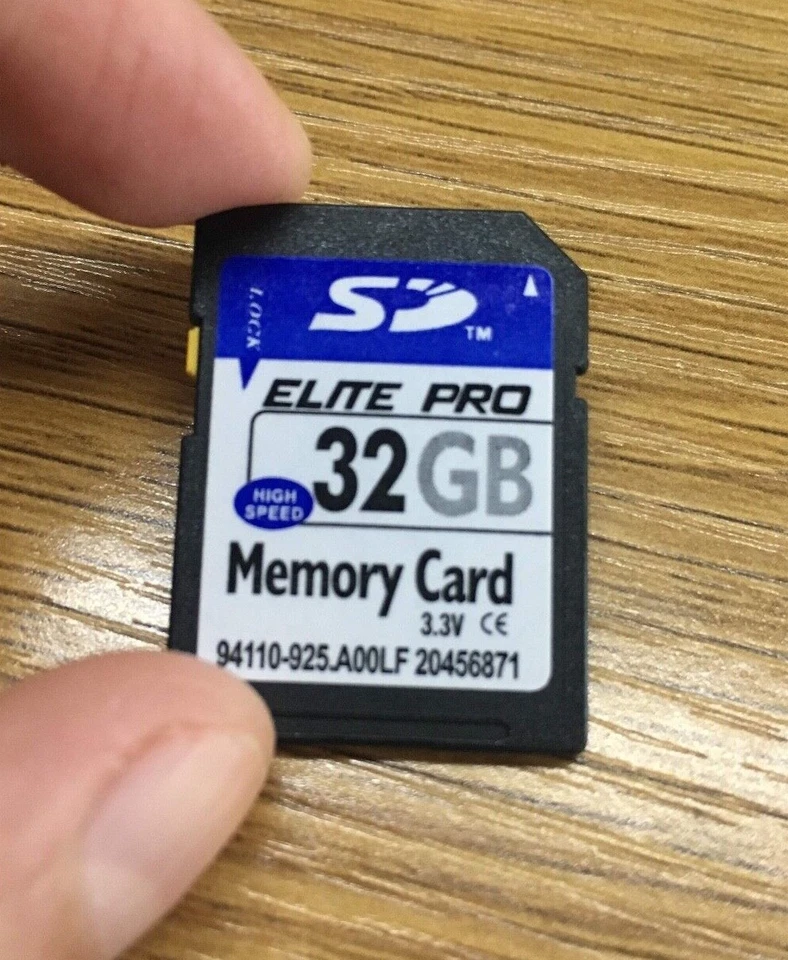 LOCK
SD
TM
ELITE PRO
32GB
HIGH
SPEED
Memory Card
3.3V CE
94110-925.A00LF 20456871